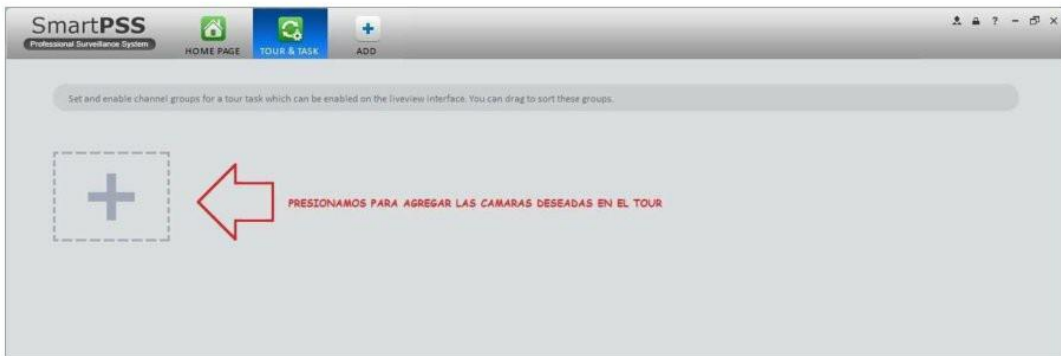 SmartPSS
Professional Surveillance System
HOME PAGE
TOUR & TASK
ADD
Set and enable channel groups for a tour task which can be enabled on the liveview interface. You can drag to sort these groups.
PRESIONAMOS PARA AGREGAR LAS CAMARAS DESEADAS EN EL TOUR